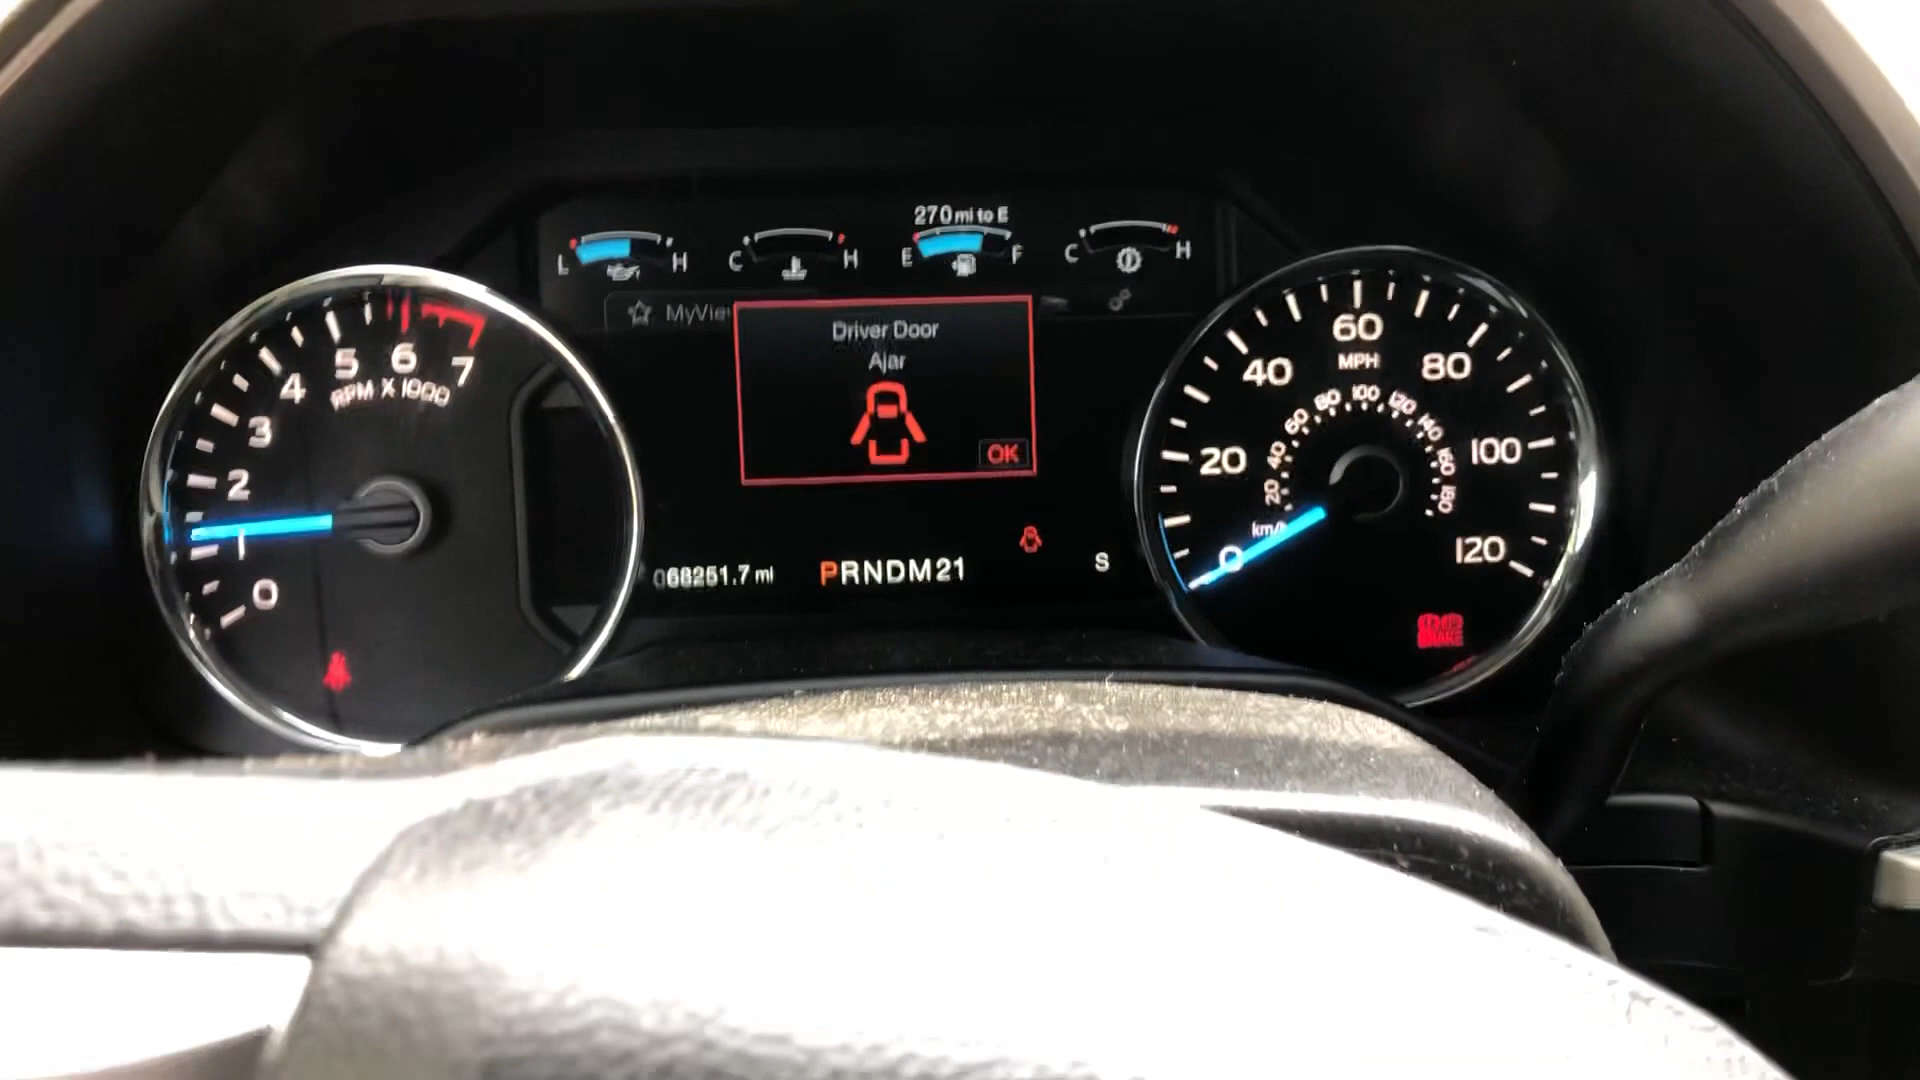 270 mi to E
L H
C H
E F
C H
MyVie
Driver Door
Ajar
OK
0 1 2 3 4 5 6 7
RPM X 1000
0 20 40 60 80 100 120
MPH
20 40 60 80 100 120 140 160 180
km/h
068251.7 mi
PRNDM21
S
BRAKE